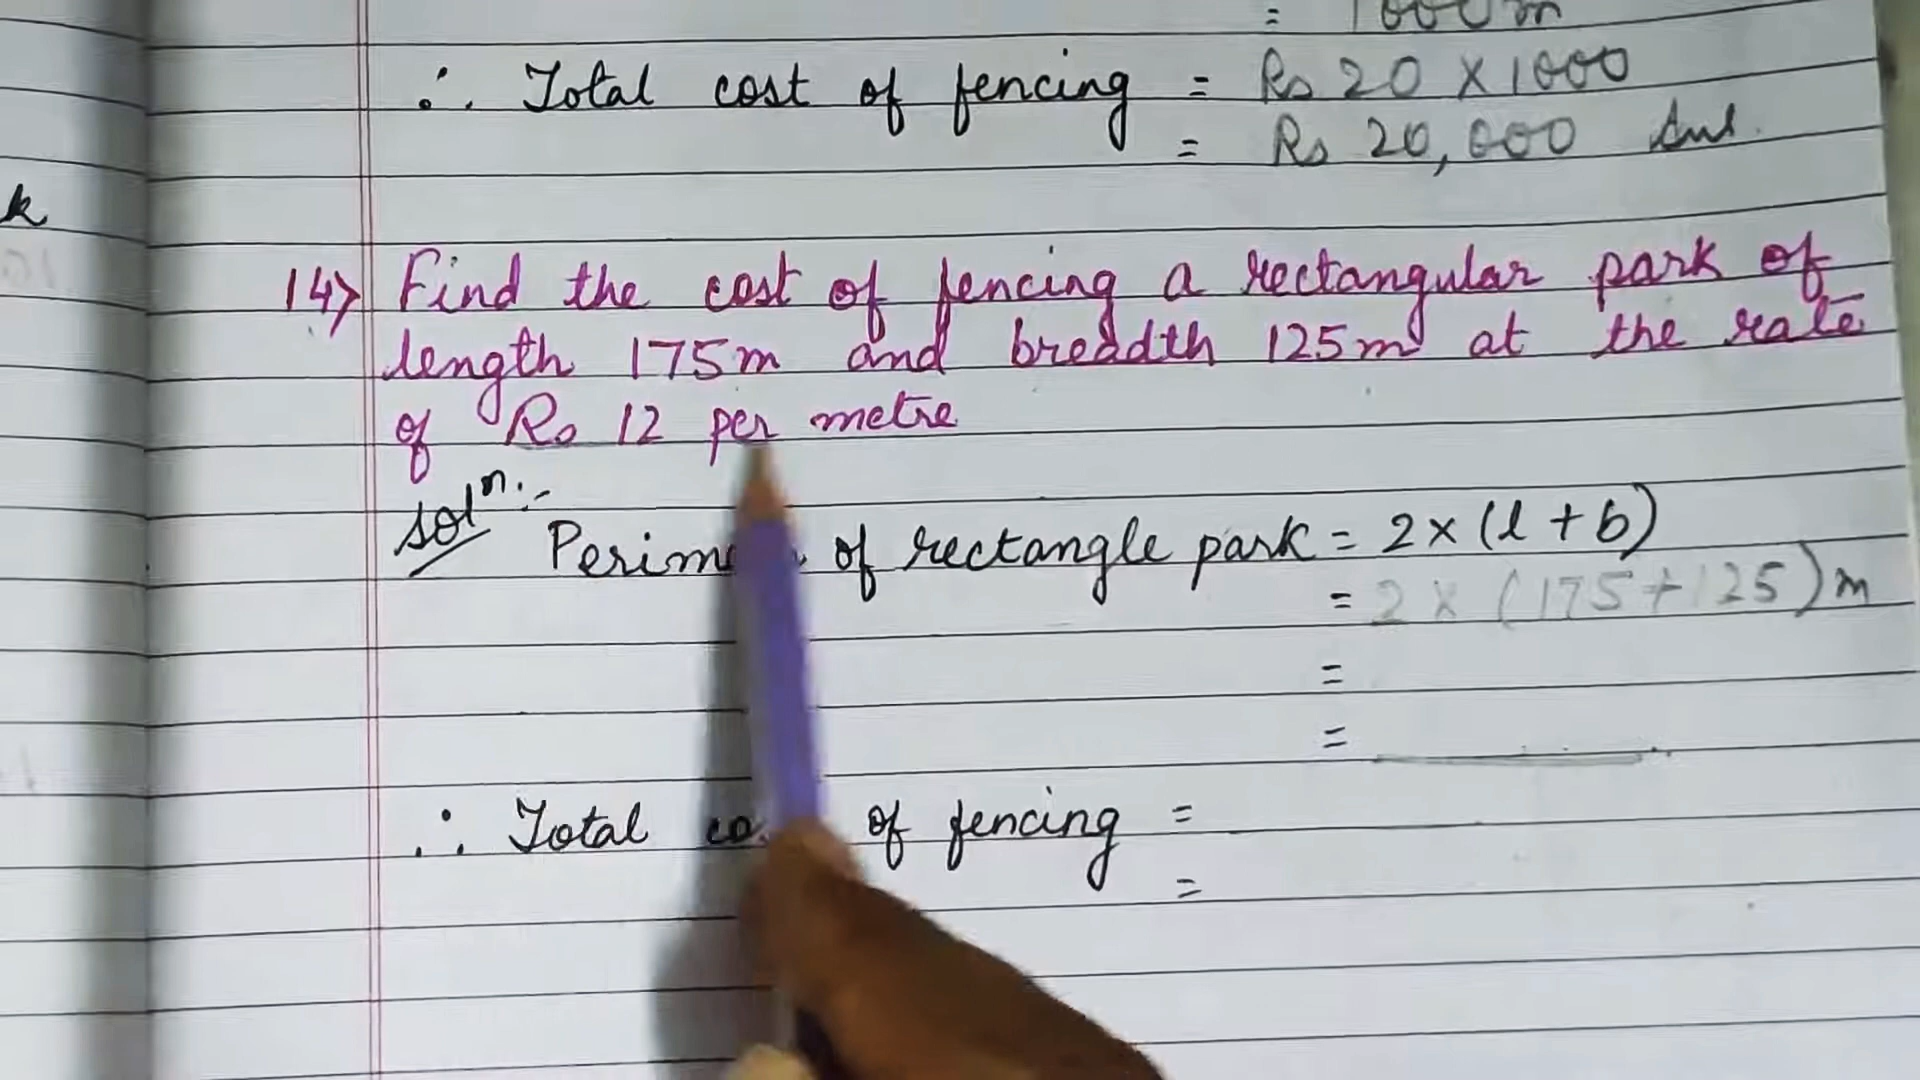 = 1000m
∴ Total cost of fencing = Rs 20 × 1000
= Rs 20,000 Ans.
k
14> Find the cost of fencing a rectangular park of
length 175m and breadth 125m at the rate
of Rs 12 per metre
Solⁿ:-
Perim of rectangle park = 2×(l+b)
= 2 × (175+125)m
=
=
∴ Total co of fencing =
=